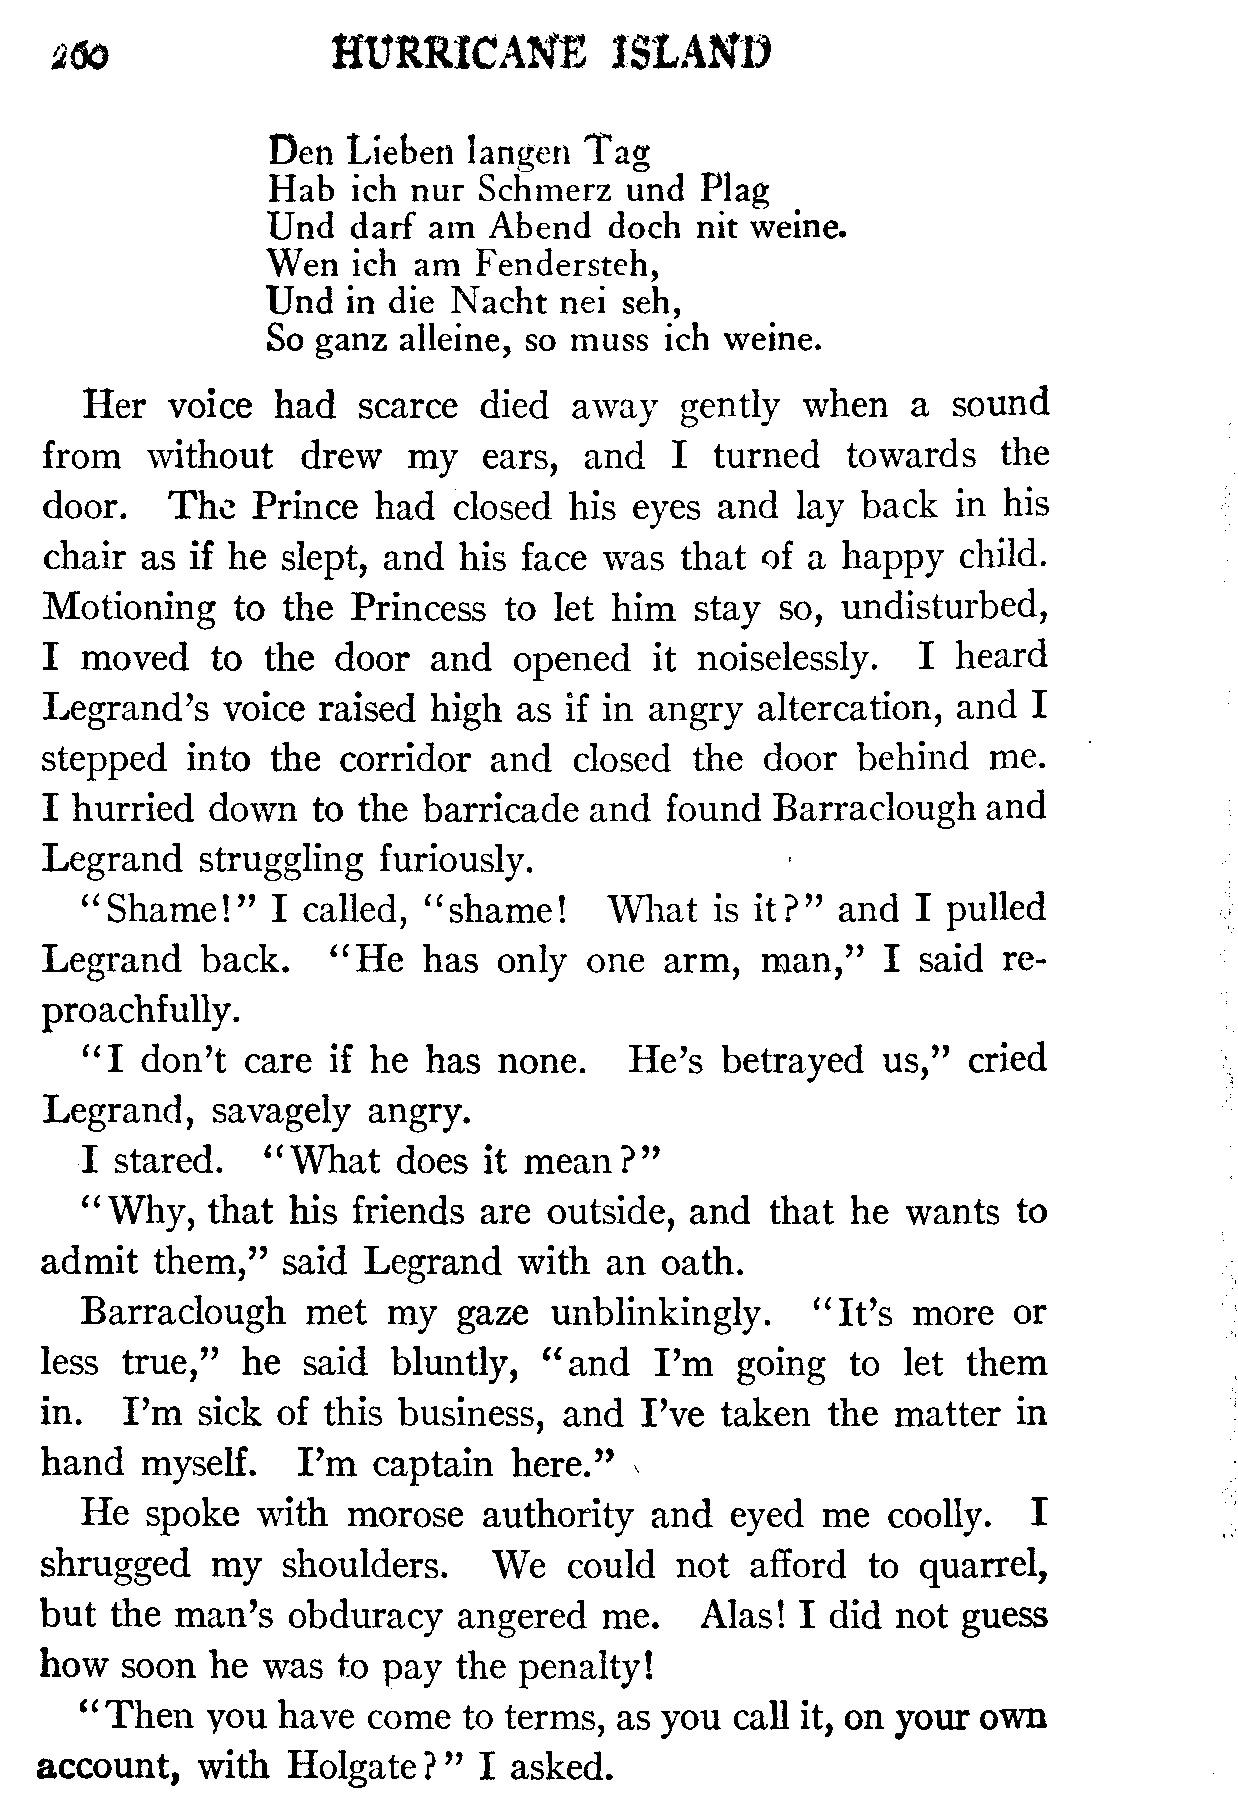 260 HURRICANE ISLAND
Den Lieben langen Tag
Hab ich nur Schmerz und Plag
Und darf am Abend doch nit weine.
Wen ich am Fendersteh,
Und in die Nacht nei seh,
So ganz alleine, so muss ich weine.
Her voice had scarce died away gently when a sound
from without drew my ears, and I turned towards the
door. The Prince had closed his eyes and lay back in his
chair as if he slept, and his face was that of a happy child.
Motioning to the Princess to let him stay so, undisturbed,
I moved to the door and opened it noiselessly. I heard
Legrand's voice raised high as if in angry altercation, and I
stepped into the corridor and closed the door behind me.
I hurried down to the barricade and found Barraclough and
Legrand struggling furiously.
"Shame!" I called, "shame! What is it?" and I pulled
Legrand back. "He has only one arm, man," I said re-
proachfully.
"I don't care if he has none. He's betrayed us," cried
Legrand, savagely angry.
I stared. "What does it mean?"
"Why, that his friends are outside, and that he wants to
admit them," said Legrand with an oath.
Barraclough met my gaze unblinkingly. "It's more or
less true," he said bluntly, "and I'm going to let them
in. I'm sick of this business, and I've taken the matter in
hand myself. I'm captain here."
He spoke with morose authority and eyed me coolly. I
shrugged my shoulders. We could not afford to quarrel,
but the man's obduracy angered me. Alas! I did not guess
how soon he was to pay the penalty!
"Then you have come to terms, as you call it, on your own
account, with Holgate?" I asked.